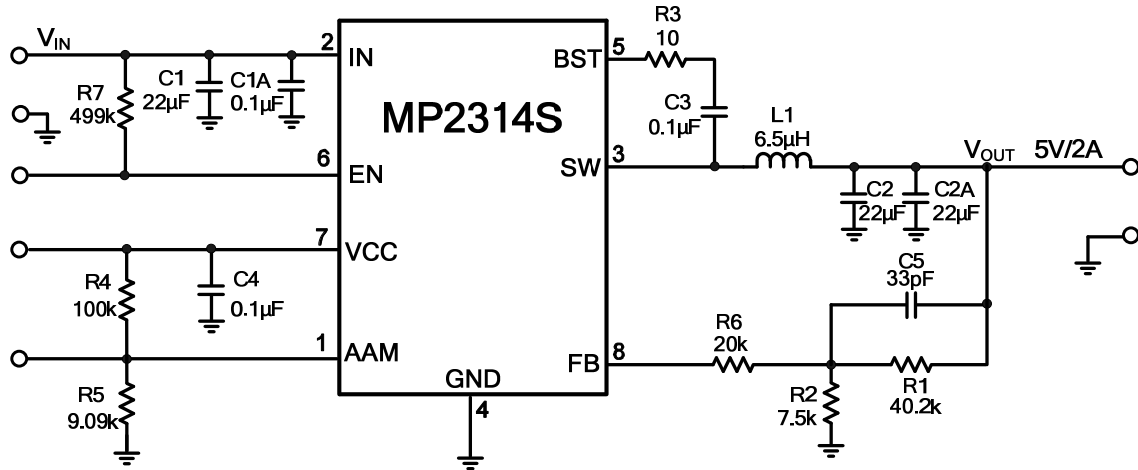 VIN
2
IN
R7
499k
C1
22µF
C1A
0.1µF
6
EN
7
VCC
R4
100k
C4
0.1µF
1
AAM
R5
9.09k
MP2314S
GND
4
BST
5
R3
10
C3
0.1µF
SW
3
L1
6.5µH
VOUT 5V/2A
C2
22µF
C2A
22µF
C5
33pF
FB
8
R6
20k
R2
7.5k
R1
40.2k